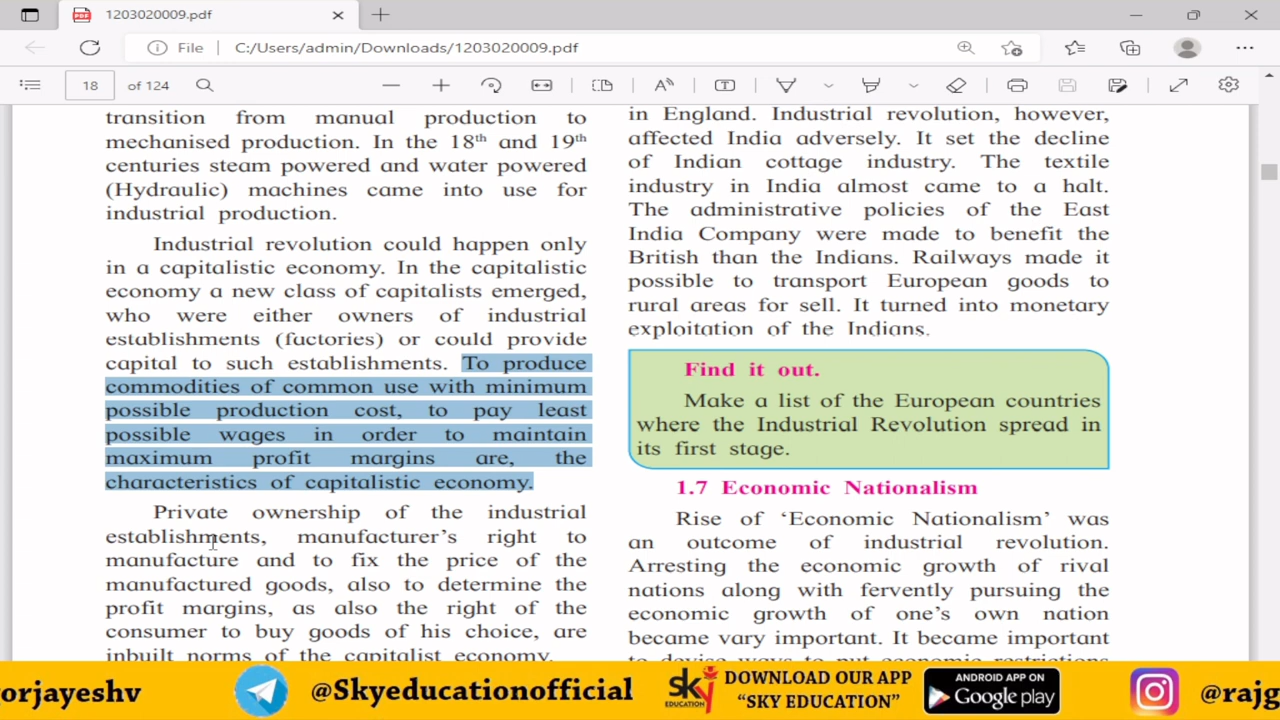 1203020009.pdf
File C:/Users/admin/Downloads/1203020009.pdf
18 of 124
transition from manual production to
mechanised production. In the 18th and 19th
centuries steam powered and water powered
(Hydraulic) machines came into use for
industrial production.
Industrial revolution could happen only
in a capitalistic economy. In the capitalistic
economy a new class of capitalists emerged,
who were either owners of industrial
establishments (factories) or could provide
capital to such establishments. To produce
commodities of common use with minimum
possible production cost, to pay least
possible wages in order to maintain
maximum profit margins are, the
characteristics of capitalistic economy.
Private ownership of the industrial
establishments, manufacturer's right to
manufacture and to fix the price of the
manufactured goods, also to determine the
profit margins, as also the right of the
consumer to buy goods of his choice, are
inbuilt norms of the capitalist economy.
in England. Industrial revolution, however,
affected India adversely. It set the decline
of Indian cottage industry. The textile
industry in India almost came to a halt.
The administrative policies of the East
India Company were made to benefit the
British than the Indians. Railways made it
possible to transport European goods to
rural areas for sell. It turned into monetary
exploitation of the Indians.
Find it out.
Make a list of the European countries
where the Industrial Revolution spread in
its first stage.
1.7 Economic Nationalism
Rise of 'Economic Nationalism' was
an outcome of industrial revolution.
Arresting the economic growth of rival
nations along with fervently pursuing the
economic growth of one's own nation
became vary important. It became important
to devise ways to put economic restrictions
orjayeshv
@Skyeducationofficial
sky EDUCATION
DOWNLOAD OUR APP
"SKY EDUCATION"
ANDROID APP ON
Google play
@rajg